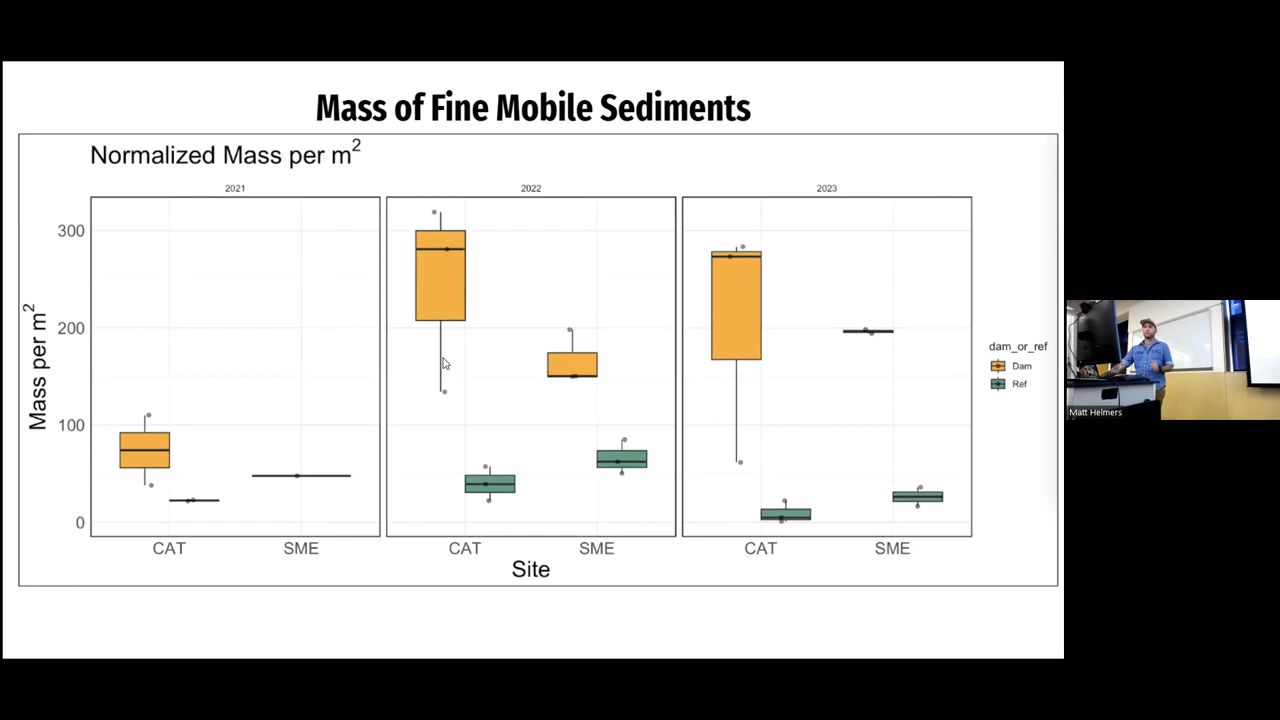 Mass of Fine Mobile Sediments
Normalized Mass per m²
2021
2022
2023
Mass per m²
300
200
100
0
CAT
SME
CAT
SME
CAT
SME
Site
dam_or_ref
Dam
Ref
Matt Helmers